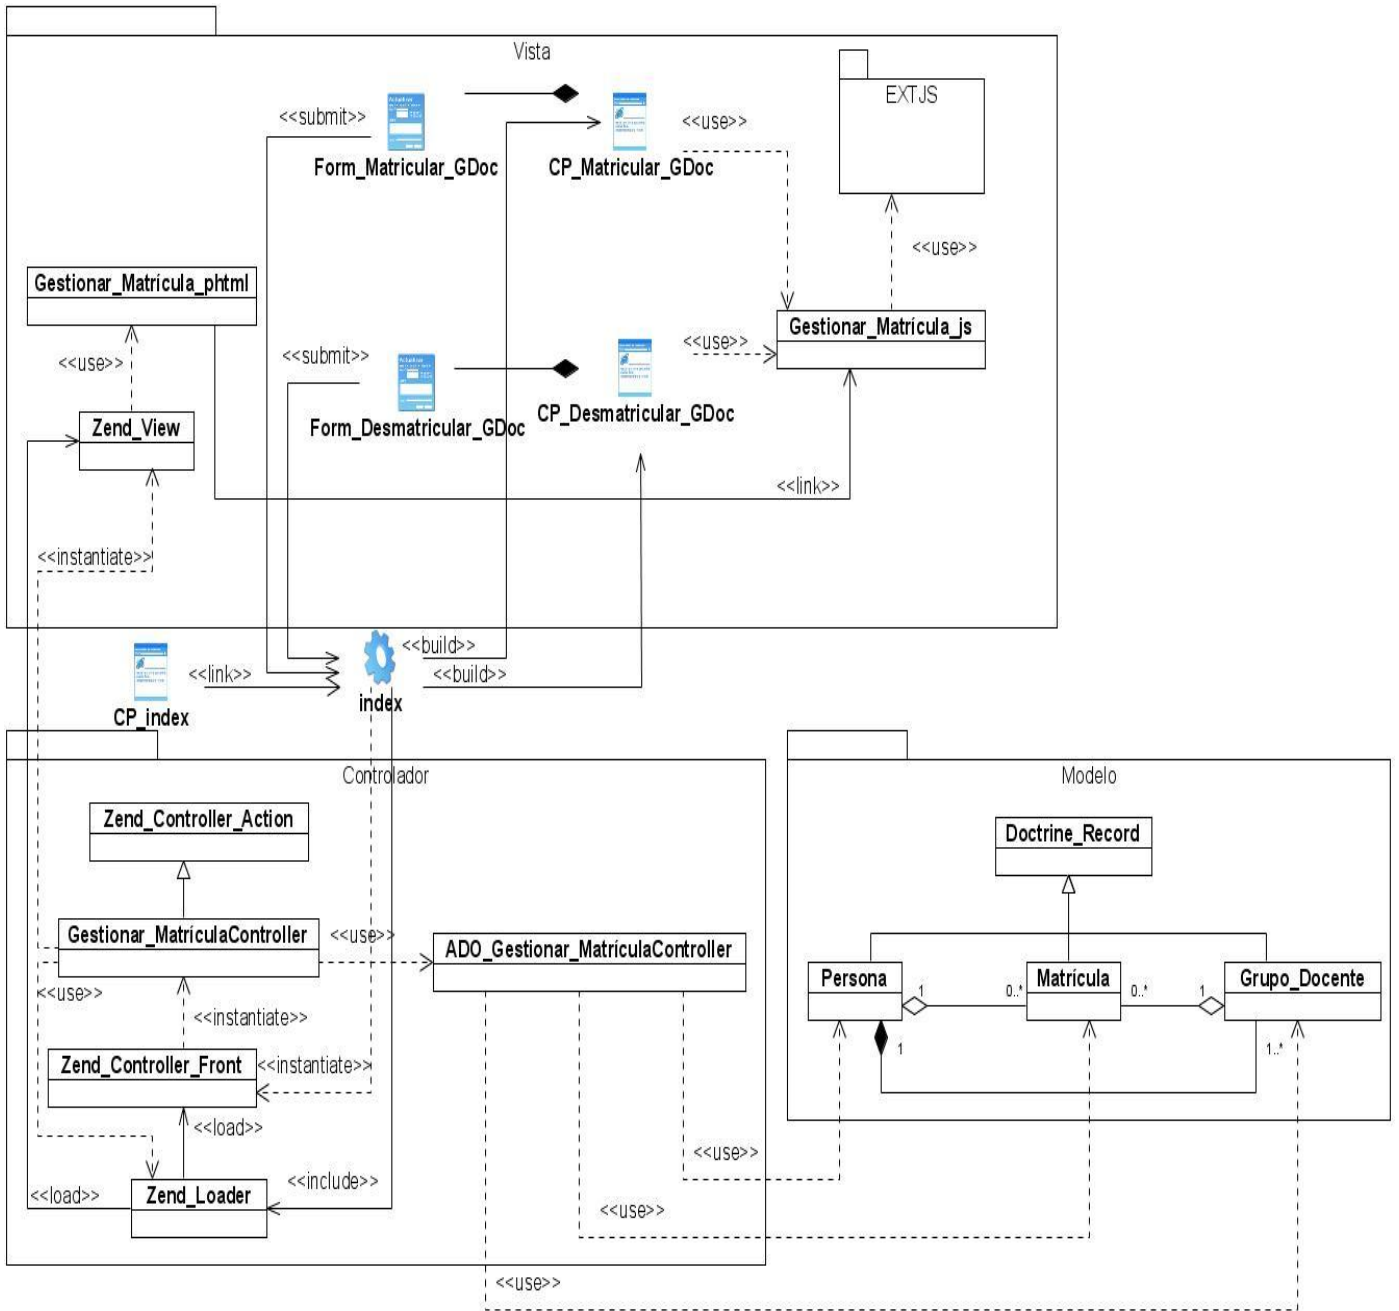 Vista
EXTJS
<<submit>>
<<use>>
Form_Matricular_GDoc
CP_Matricular_GDoc
<<use>>
Gestionar_Matrícula_phtml
Gestionar_Matrícula_js
<<use>>
<<submit>>
<<use>>
Form_Desmatricular_GDoc
CP_Desmatricular_GDoc
Zend_View
<<link>>
<<instantiate>>
<<build>>
<<link>>
<<build>>
index
CP_index
Controlador
Modelo
Zend_Controller_Action
Doctrine_Record
Gestionar_MatrículaController
<<use>>
ADO_Gestionar_MatrículaController
Persona
1
0..*
Matrícula
0..*
1
Grupo_Docente
<<use>>
<<instantiate>>
1
1..*
Zend_Controller_Front
<<instantiate>>
<<load>>
<<use>>
<<load>>
Zend_Loader
<<include>>
<<use>>
<<use>>